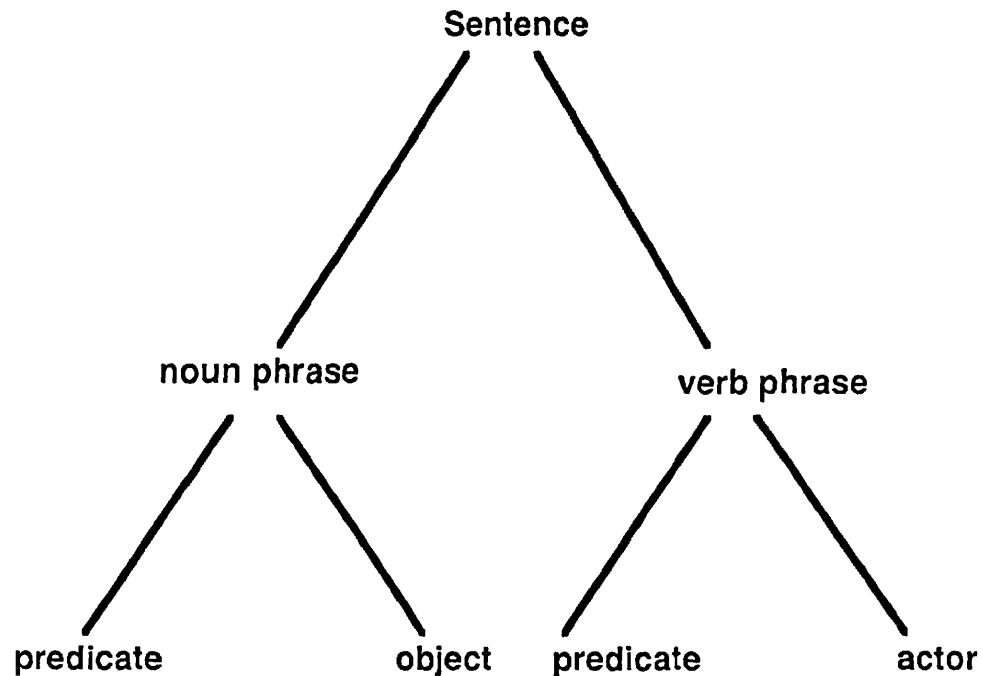 Sentence
noun phrase
verb phrase
predicate
object
predicate
actor